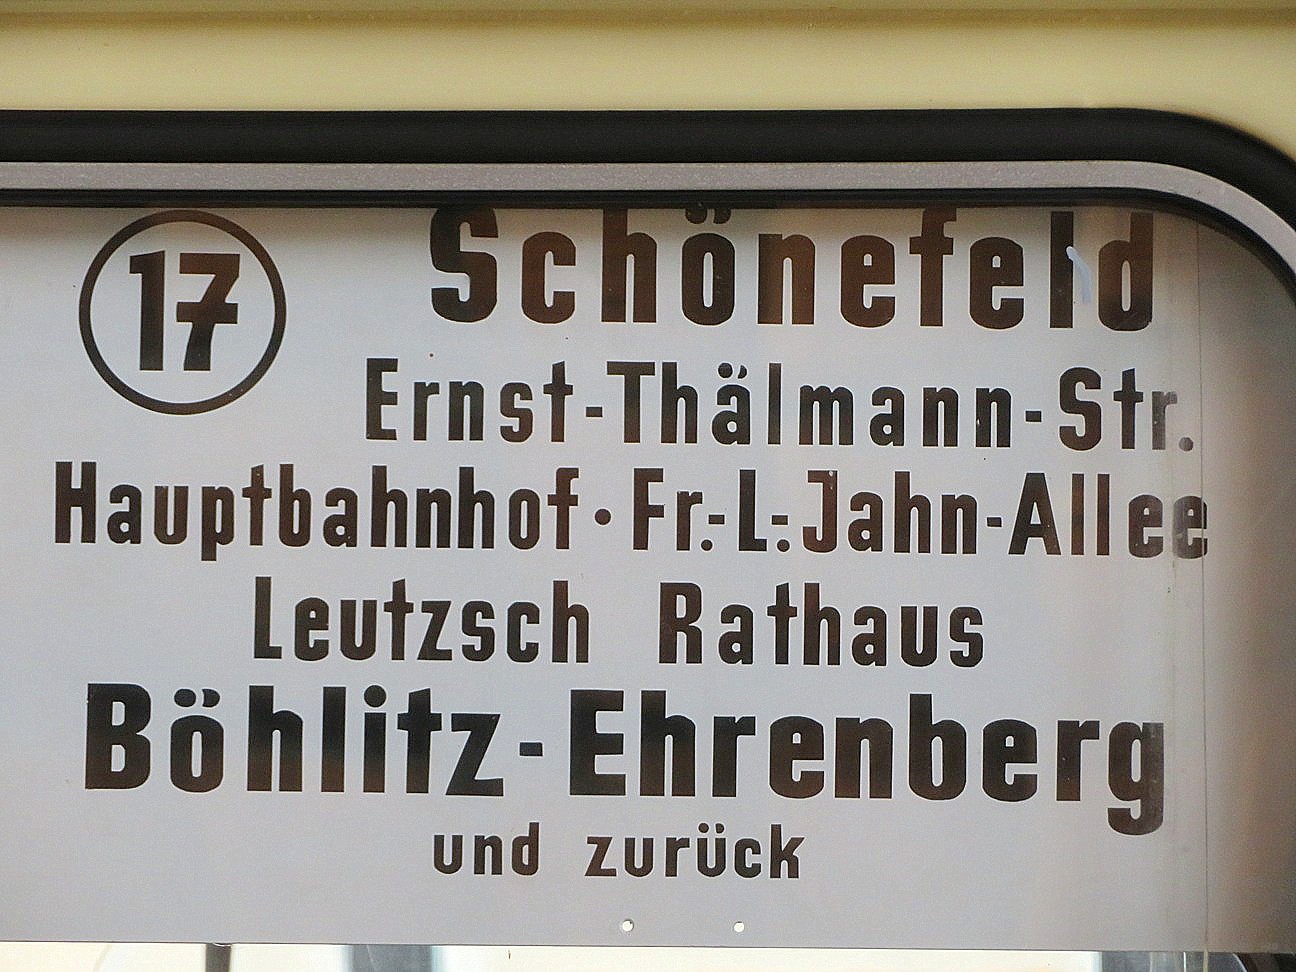 17 Schönefeld
Ernst-Thälmann-Str.
Hauptbahnhof · Fr.-L.-Jahn-Allee
Leutzsch Rathaus
Böhlitz-Ehrenberg
und zurück